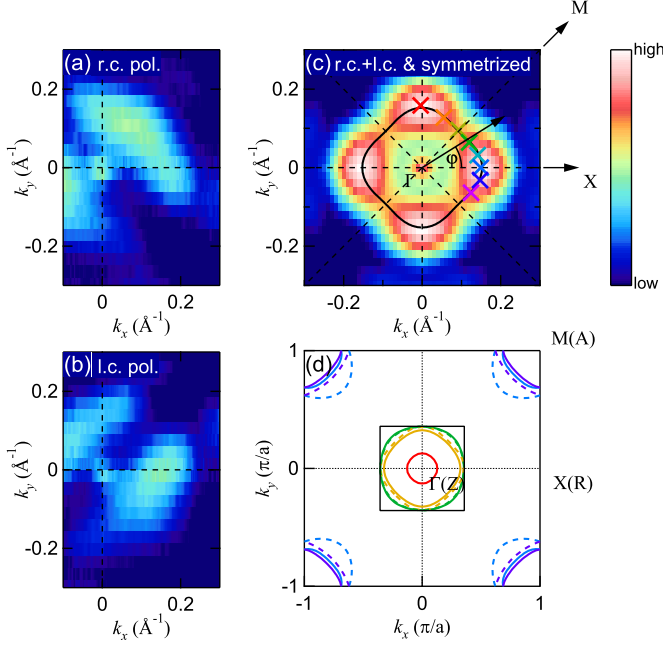 M
(a) r.c. pol.
(c) r.c.+l.c. & symmetrized
high
0.2
0
-0.2
k_y (Å⁻¹)
0.2
0
-0.2
k_y (Å⁻¹)
Γ
φ
X
low
0
0.2
k_x (Å⁻¹)
-0.2
0
0.2
k_x (Å⁻¹)
M(A)
(b) l.c. pol.
(d)
0.2
0
-0.2
k_y (Å⁻¹)
1
0
-1
k_y (π/a)
Γ(Z)
X(R)
0
0.2
k_x (Å⁻¹)
-1
0
1
k_x (π/a)